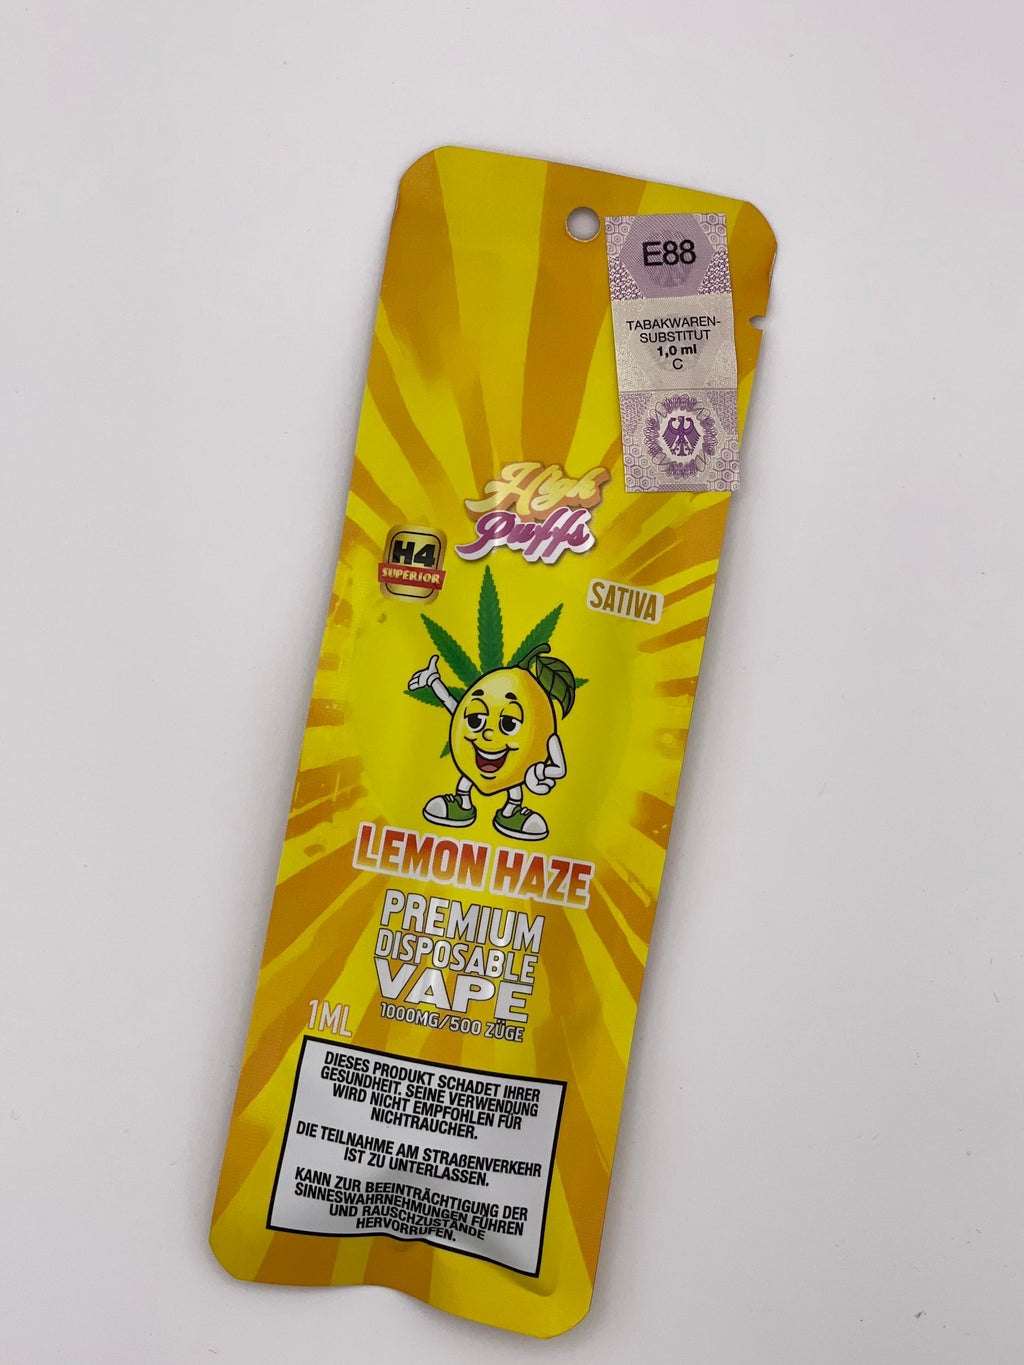 E88
TABAKWAREN-
SUBSTITUT
1,0 ml
C
High
Puffs
H4
SUPERIOR
SATIVA
LEMON HAZE
PREMIUM
DISPOSABLE
VAPE
1000MG/500 ZÜGE
1ML
DIESES PRODUKT SCHADET IHRER
GESUNDHEIT. SEINE VERWENDUNG
WIRD NICHT EMPFOHLEN FÜR
NICHTRAUCHER.
DIE TEILNAHME AM STRAßENVERKEHR
IST ZU UNTERLASSEN.
KANN ZUR BEEINTRÄCHTIGUNG DER
SINNESWAHRNEHMUNGEN FÜHREN
UND RAUSCHZUSTÄNDE
HERVORRUFEN.